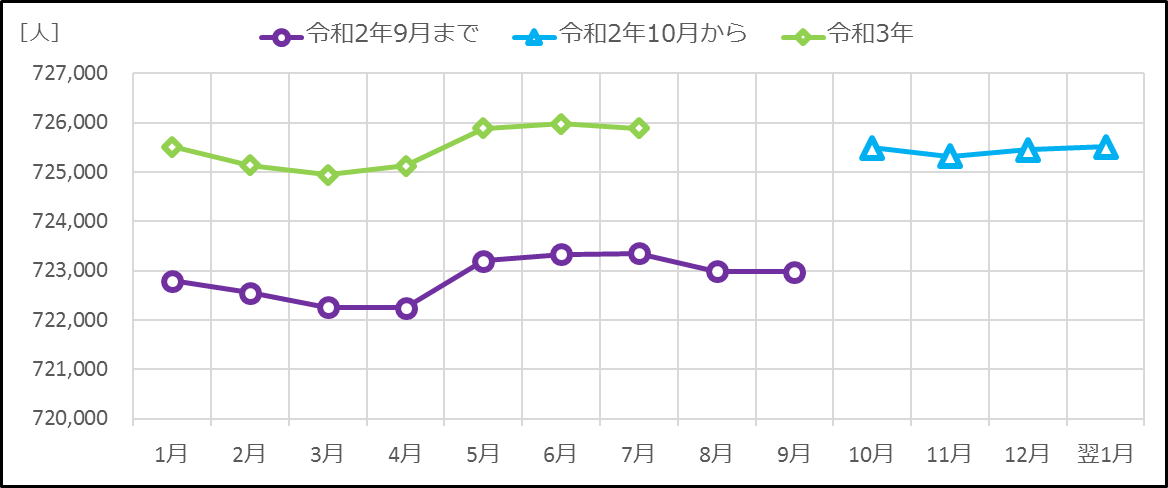 [人]
令和2年9月まで 令和2年10月から 令和3年
727,000
726,000
725,000
724,000
723,000
722,000
721,000
720,000
1月 2月 3月 4月 5月 6月 7月 8月 9月 10月 11月 12月 翌1月